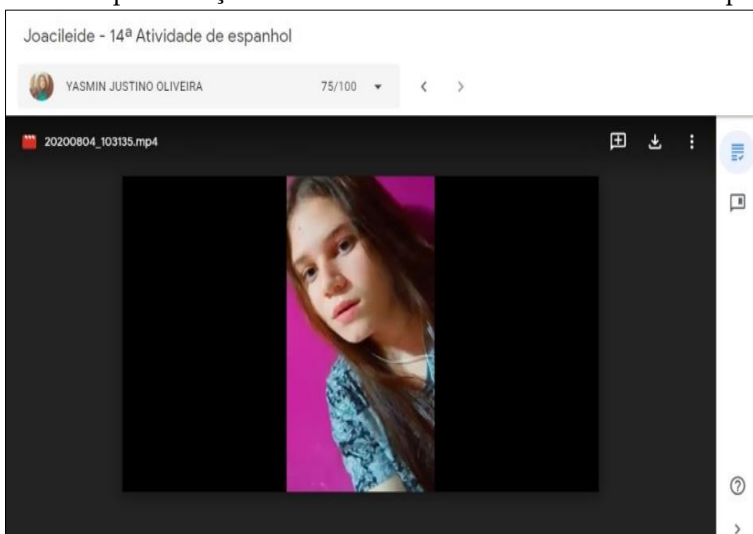 Joacileide - 14ª Atividade de espanhol
YASMIN JUSTINO OLIVEIRA 75/100
20200804_103135.mp4